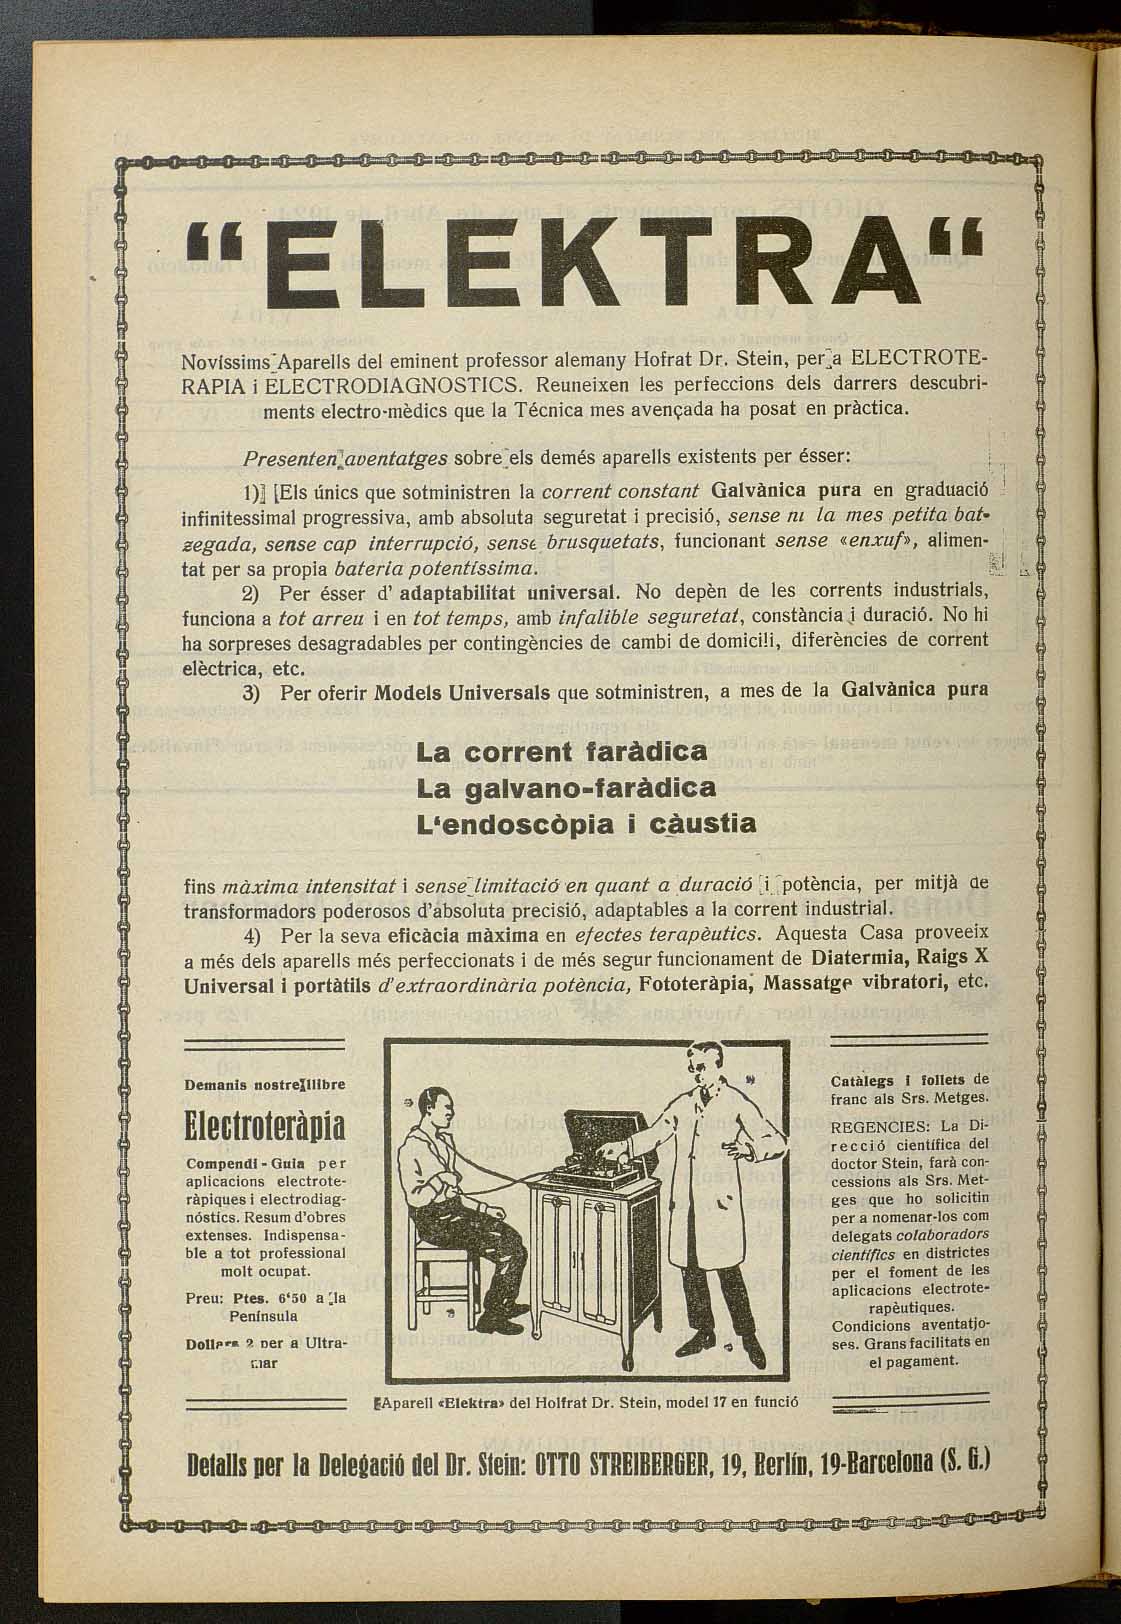 “ELEKTRA“
Novíssims Aparells del eminent professor alemany Hofrat Dr. Stein, per a ELECTROTE-
RAPIA i ELECTRODIAGNOSTICS. Reuneixen les perfeccions dels darrers descubri-
ments electro-mèdics que la Técnica mes avençada ha posat en pràctica.
Presenten aventatges sobre els demés aparells existents per ésser:
1) Els únics que sotministren la corrent constant Galvànica pura en graduació
infinitessimal progressiva, amb absoluta seguretat i precisió, sense ni la mes petita bat-
zegada, sense cap interrupció, sense brusquetats, funcionant sense «enxuf», alimen-
tat per sa propia bateria potentíssima.
2) Per ésser d' adaptabilitat universal. No depèn de les corrents industrials,
funciona a tot arreu i en tot temps, amb infalible seguretat, constància i duració. No hi
ha sorpreses desagradables per contingències de cambi de domicili, diferències de corrent
elèctrica, etc.
3) Per oferir Models Universals que sotministren, a mes de la Galvànica pura
La corrent faràdica
La galvano-faràdica
L‘endoscòpia i càustia
fins màxima intensitat i sense limitació en quant a duració i potència, per mitjà de
transformadors poderosos d'absoluta precisió, adaptables a la corrent industrial.
4) Per la seva eficàcia màxima en efectes terapèutics. Aquesta Casa proveeix
a més dels aparells més perfeccionats i de més segur funcionament de Diatermia, Raigs X
Universal i portàtils d'extraordinària potència, Fototeràpia, Massatge vibratori, etc.
Demanis nostre llibre
Electroteràpia
Compendi - Guia per
aplicacions electrote-
ràpiques i electrodiag-
nóstics. Resum d'obres
extenses. Indispensa-
ble a tot professional
molt ocupat.
Preu: Ptes. 6‘50 a la
Península
Dollars 2 per a Ultra-
mar
Catàlegs i follets de
franc als Srs. Metges.
REGENCIES: La Di-
recció científica del
doctor Stein, farà con-
cessions als Srs. Met-
ges que ho solicitin
per a nomenar-los com
delegats colaboradors
científics en districtes
per el foment de les
aplicacions electrote-
rapèutiques.
Condicions aventatjo-
ses. Grans facilitats en
el pagament.
Aparell «Elektra» del Holfrat Dr. Stein, model 17 en funció
Detalls per la Delegació del Dr. Stein: OTTO STREIBERGER, 19, Berlín, 19-Barcelona (S. G.)